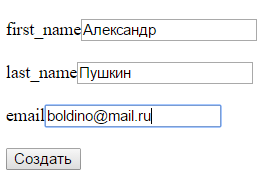 first_name Александр
last_name Пушкин
email boldino@mail.ru
Создать